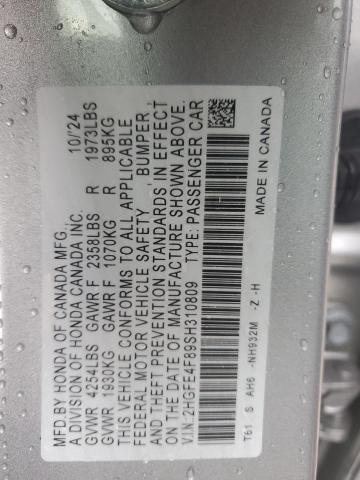 MFD.BY HONDA OF CANADA MFG., 10/'24
A DIVISION OF HONDA CANADA INC.
GVWR 4254LBS GAWR F 2358LBS R 1973LBS
GVWR 1930KG GAWR F 1070KG R 895KG
THIS VEHICLE CONFORMS TO ALL APPLICABLE
FEDERAL MOTOR VEHICLE SAFETY, BUMPER,
AND THEFT PREVENTION STANDARDS IN EFFECT
ON THE DATE OF MANUFACTURE SHOWN ABOVE.
V.I.N.:2HGFE4F89SH310809 TYPE: PASSENGER CAR
T61 S AH6 -NH932M -Z -H
MADE IN CANADA